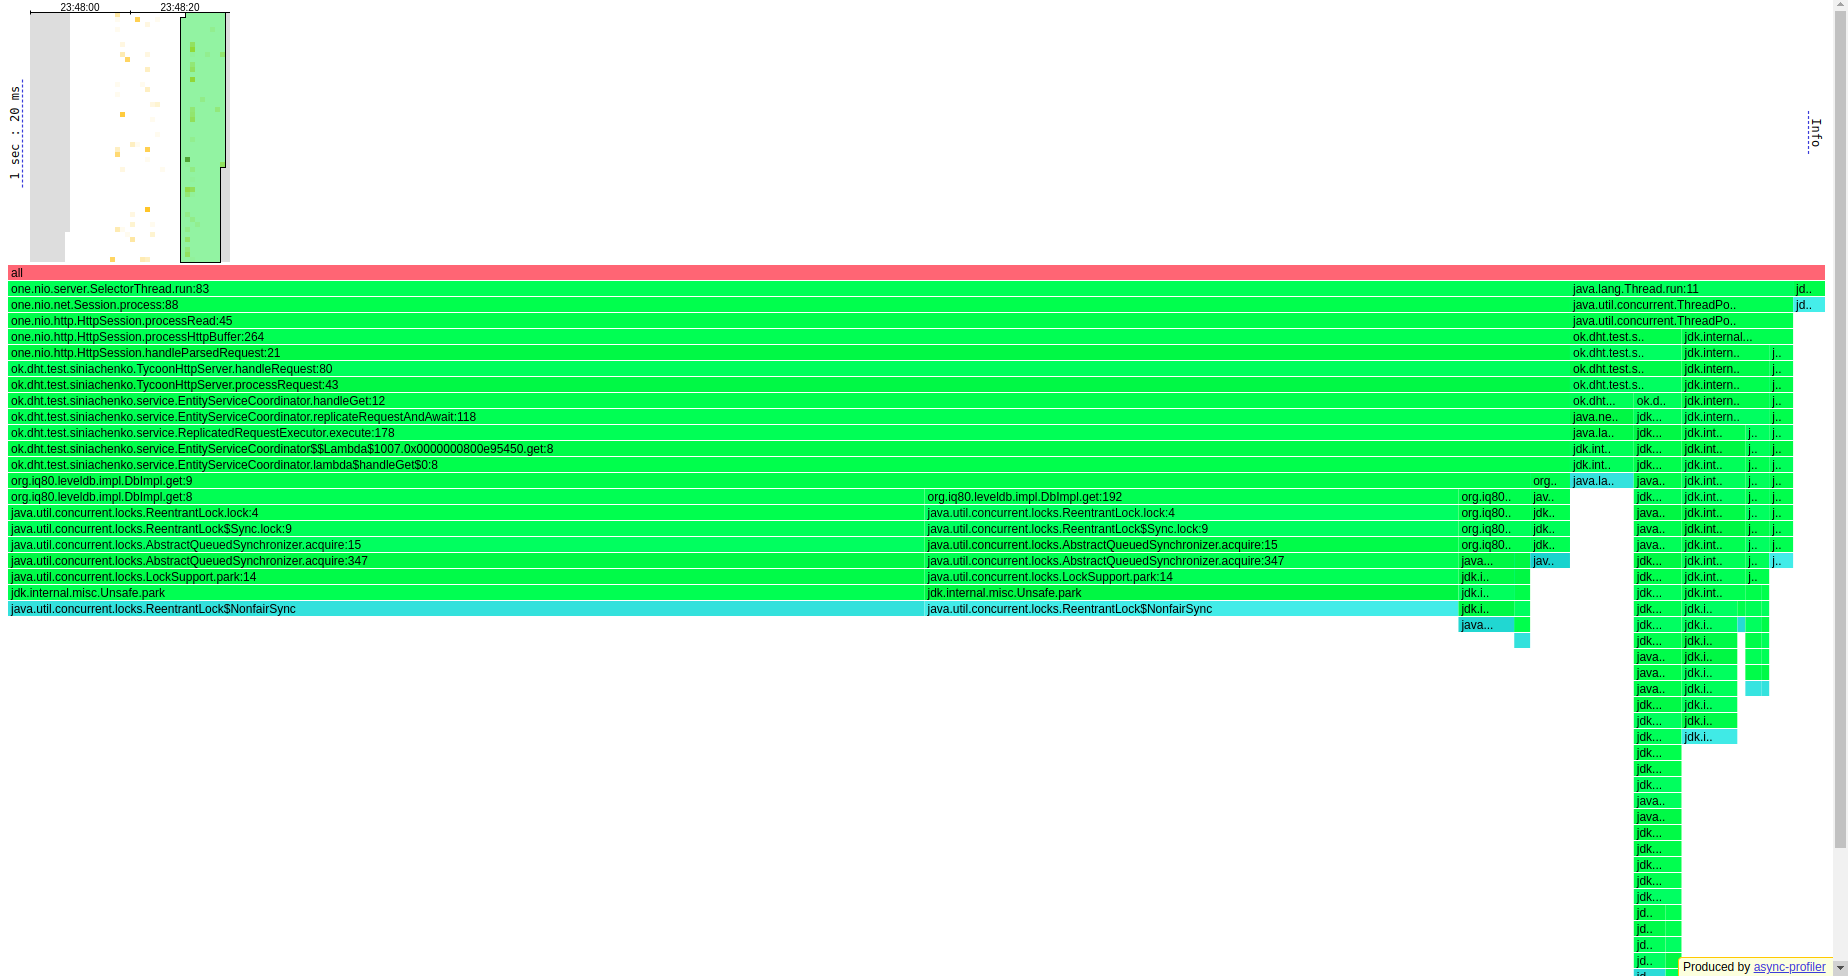 23:48:00 23:48:20
1 sec : 20 ms
Info
all
one.nio.server.SelectorThread.run:83 java.lang.Thread.run:11 jd..
one.nio.net.Session.process:88 java.util.concurrent.ThreadPo.. jd..
one.nio.http.HttpSession.processRead:45 java.util.concurrent.ThreadPo..
one.nio.http.HttpSession.processHttpBuffer:264 ok.dht.test.s.. jdk.internal...
one.nio.http.HttpSession.handleParsedRequest:21 ok.dht.test.s.. jdk.intern.. j..
ok.dht.test.siniachenko.TycoonHttpServer.handleRequest:80 ok.dht.test.s.. jdk.intern.. j..
ok.dht.test.siniachenko.TycoonHttpServer.processRequest:43 ok.dht.test.s.. jdk.intern.. j..
ok.dht.test.siniachenko.service.EntityServiceCoordinator.handleGet:12 ok.dht... ok.d.. jdk.intern.. j..
ok.dht.test.siniachenko.service.EntityServiceCoordinator.replicateRequestAndAwait:118 java.ne.. jdk... jdk.intern.. j..
ok.dht.test.siniachenko.service.ReplicatedRequestExecutor.execute:178 java.la.. jdk... jdk.int.. j.. j..
ok.dht.test.siniachenko.service.EntityServiceCoordinator$$Lambda$1007.0x0000000800e95450.get:8 jdk.int.. jdk... jdk.int.. j.. j..
ok.dht.test.siniachenko.service.EntityServiceCoordinator.lambda$handleGet$0:8 jdk.int.. jdk... jdk.int.. j.. j..
org.iq80.leveldb.impl.DbImpl.get:9 org.. java.la.. java.. jdk.int.. j.. j..
org.iq80.leveldb.impl.DbImpl.get:8 org.iq80.leveldb.impl.DbImpl.get:192 org.iq80.. jav.. jdk... jdk.int.. j.. j..
java.util.concurrent.locks.ReentrantLock.lock:4 java.util.concurrent.locks.ReentrantLock.lock:4 org.iq80.. jdk.. java.. jdk.int.. j.. j..
java.util.concurrent.locks.ReentrantLock$Sync.lock:9 java.util.concurrent.locks.ReentrantLock$Sync.lock:9 org.iq80.. jdk.. java.. jdk.int.. j.. j..
java.util.concurrent.locks.AbstractQueuedSynchronizer.acquire:15 java.util.concurrent.locks.AbstractQueuedSynchronizer.acquire:15 org.iq80.. jdk.. java.. jdk.int.. j.. j..
java.util.concurrent.locks.AbstractQueuedSynchronizer.acquire:347 java.util.concurrent.locks.AbstractQueuedSynchronizer.acquire:347 java... jav.. jdk... jdk.int.. j.. j..
java.util.concurrent.locks.LockSupport.park:14 java.util.concurrent.locks.LockSupport.park:14 jdk.i.. jdk... jdk.int.. j..
jdk.internal.misc.Unsafe.park jdk.internal.misc.Unsafe.park jdk.i.. jdk... jdk.int..
java.util.concurrent.locks.ReentrantLock$NonfairSync java.util.concurrent.locks.ReentrantLock$NonfairSync jdk.i.. jdk... jdk.i..
java... jdk... jdk.i..
jdk... jdk.i..
java.. jdk.i..
java.. jdk.i..
java.. jdk.i..
jdk... jdk.i..
jdk... jdk.i..
jdk... jdk.i..
jdk...
jdk...
jdk...
java..
java..
jdk...
jdk...
jdk...
jdk...
jdk...
jd..
jd..
jd..
jd..
jd..
Produced by async-profiler